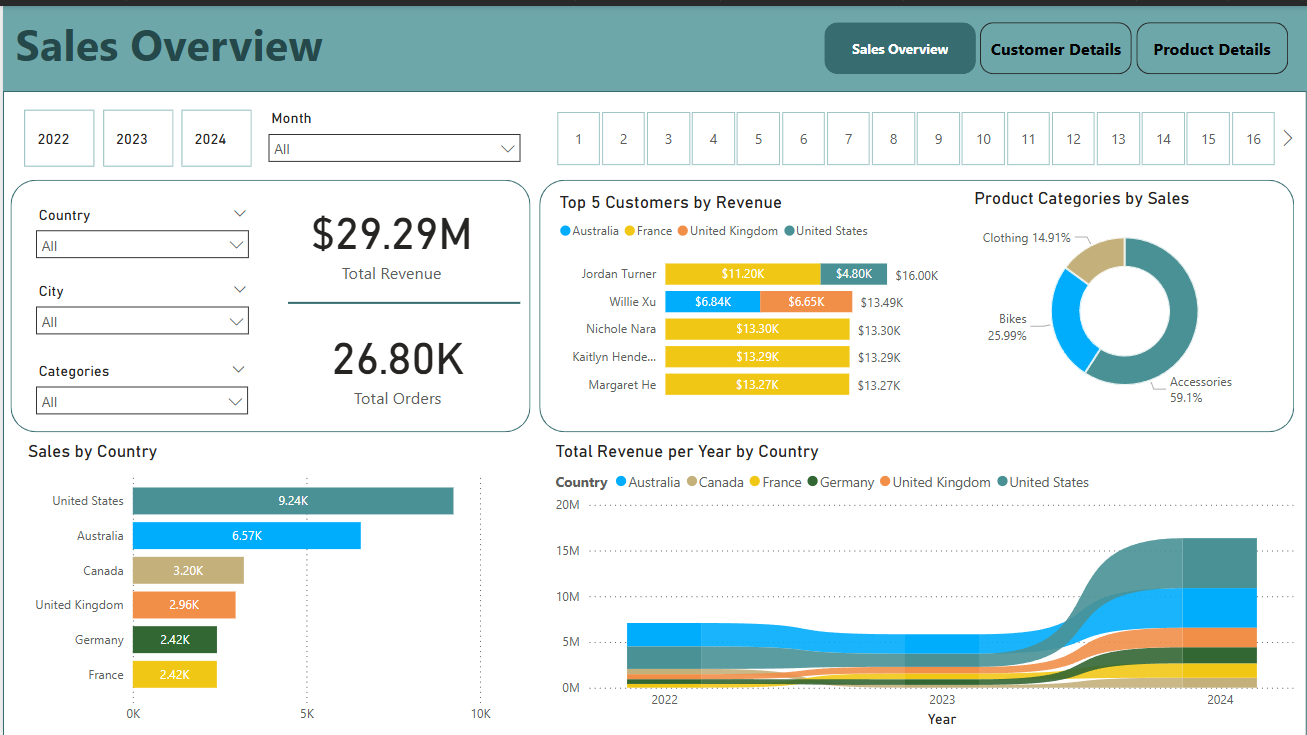 Sales Overview
Sales Overview
Customer Details
Product Details
2022
2023
2024
Month
All
1 2 3 4 5 6 7 8 9 10 11 12 13 14 15 16
Country
All
City
All
Categories
All
$29.29M
Total Revenue
26.80K
Total Orders
Top 5 Customers by Revenue
Australia France United Kingdom United States
Jordan Turner $11.20K $4.80K $16.00K
Willie Xu $6.84K $6.65K $13.49K
Nichole Nara $13.30K $13.30K
Kaitlyn Hende... $13.29K $13.29K
Margaret He $13.27K $13.27K
Product Categories by Sales
Clothing 14.91%
Bikes
25.99%
Accessories
59.1%
Sales by Country
United States 9.24K
Australia 6.57K
Canada 3.20K
United Kingdom 2.96K
Germany 2.42K
France 2.42K
0K 5K 10K
Total Revenue per Year by Country
Country Australia Canada France Germany United Kingdom United States
20M
15M
10M
5M
0M
2022 2023 2024
Year